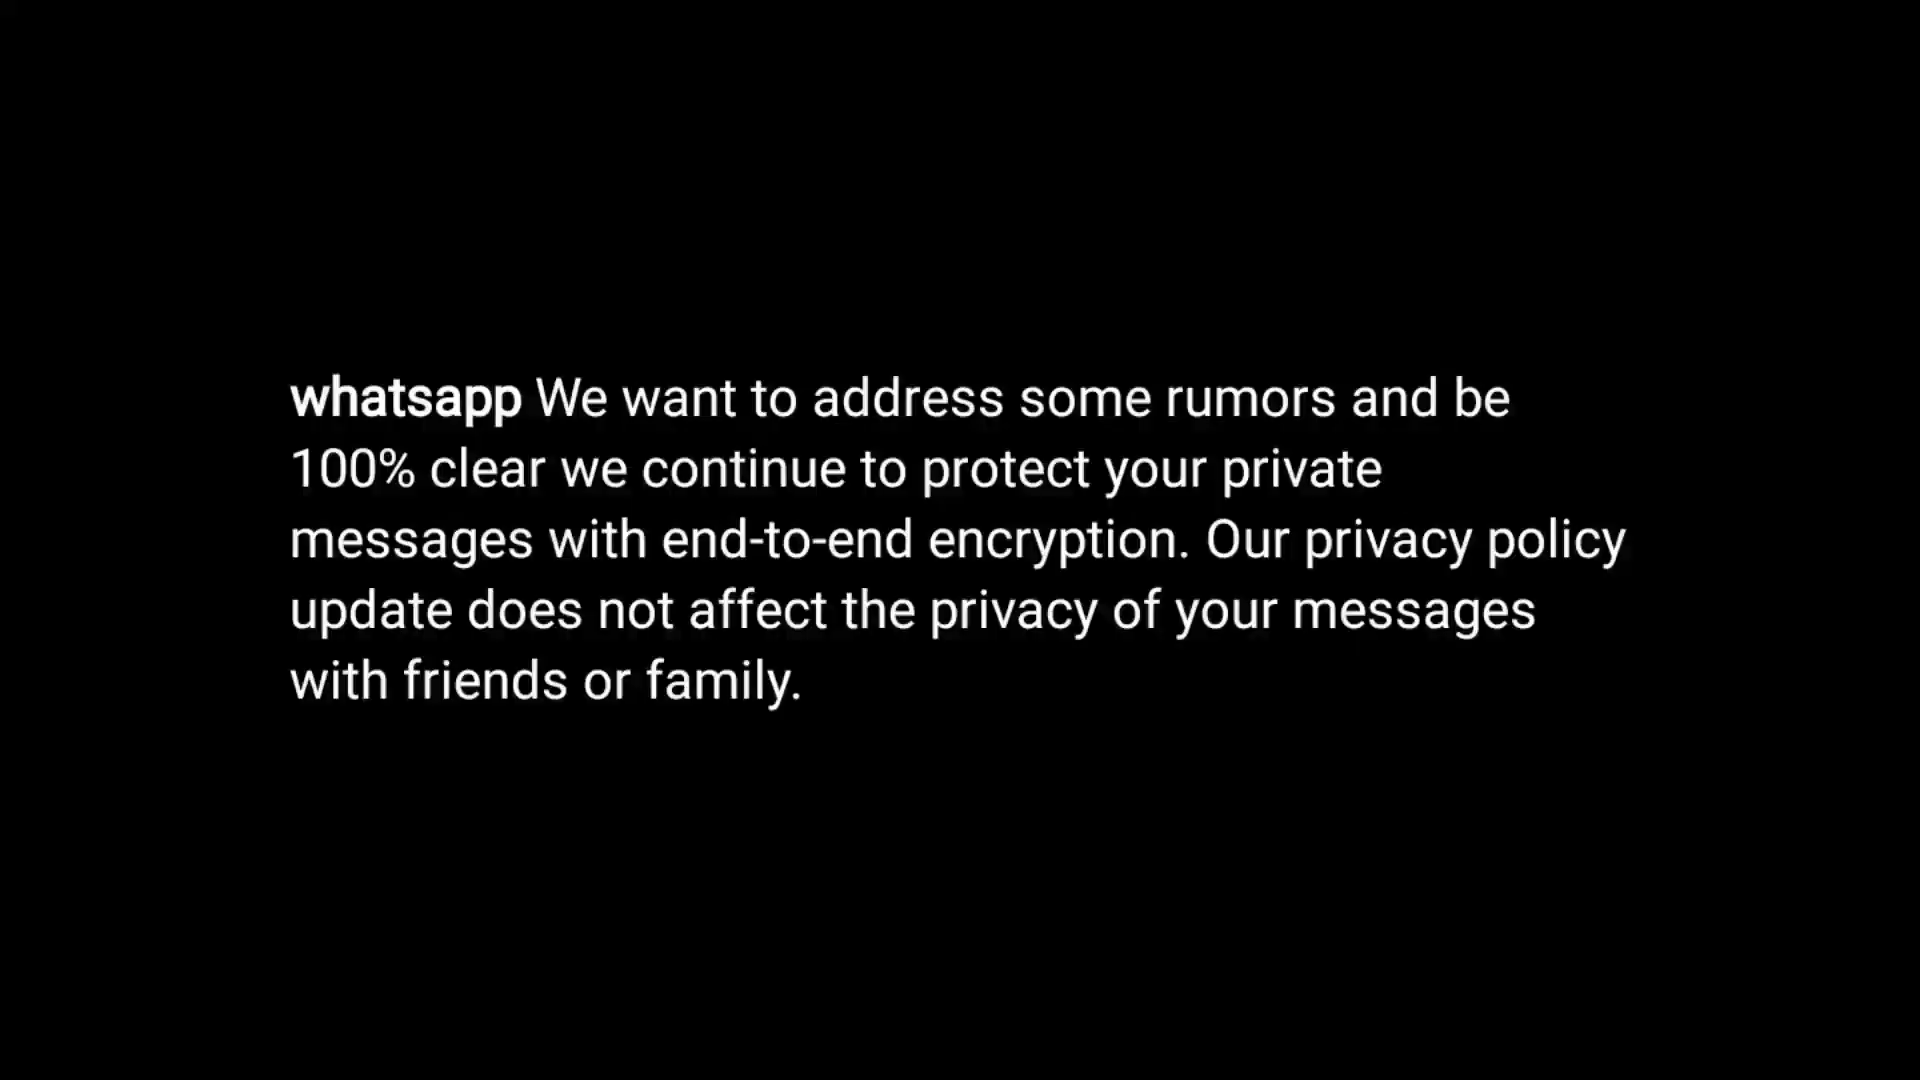 whatsapp We want to address some rumors and be
100% clear we continue to protect your private
messages with end-to-end encryption. Our privacy policy
update does not affect the privacy of your messages
with friends or family.